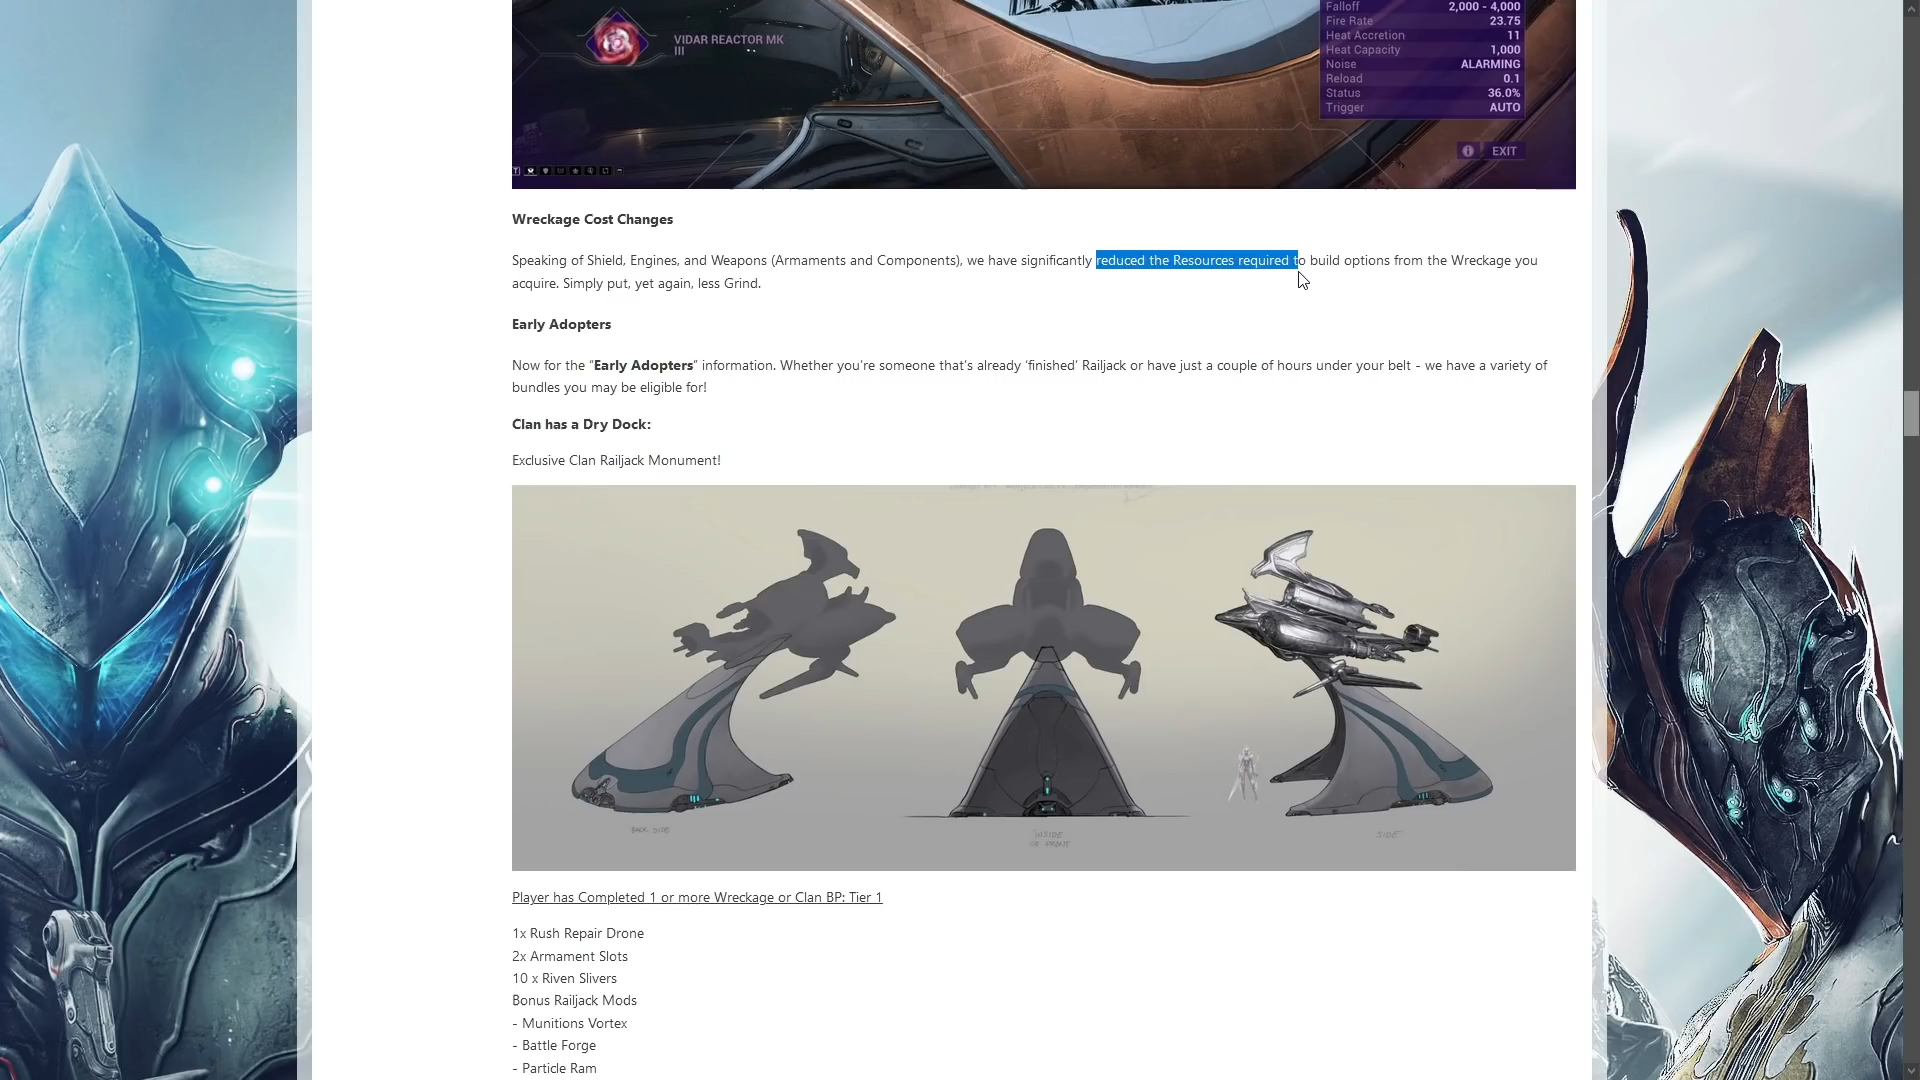 Falloff 2,000 - 4,000
Fire Rate 23.75
VIDAR REACTOR MK
III
Heat Accretion 11
Heat Capacity 1,000
Noise ALARMING
Reload 0.1
Status 36.0%
Trigger AUTO
EXIT
Wreckage Cost Changes
Speaking of Shield, Engines, and Weapons (Armaments and Components), we have significantly reduced the Resources required to build options from the Wreckage you
acquire. Simply put, yet again, less Grind.
Early Adopters
Now for the “Early Adopters” information. Whether you’re someone that’s already ‘finished’ Railjack or have just a couple of hours under your belt - we have a variety of
bundles you may be eligible for!
Clan has a Dry Dock:
Exclusive Clan Railjack Monument!
BACK SIDE
INSIDE
OF FRONT
SIDE
Player has Completed 1 or more Wreckage or Clan BP: Tier 1
1x Rush Repair Drone
2x Armament Slots
10 x Riven Slivers
Bonus Railjack Mods
- Munitions Vortex
- Battle Forge
- Particle Ram